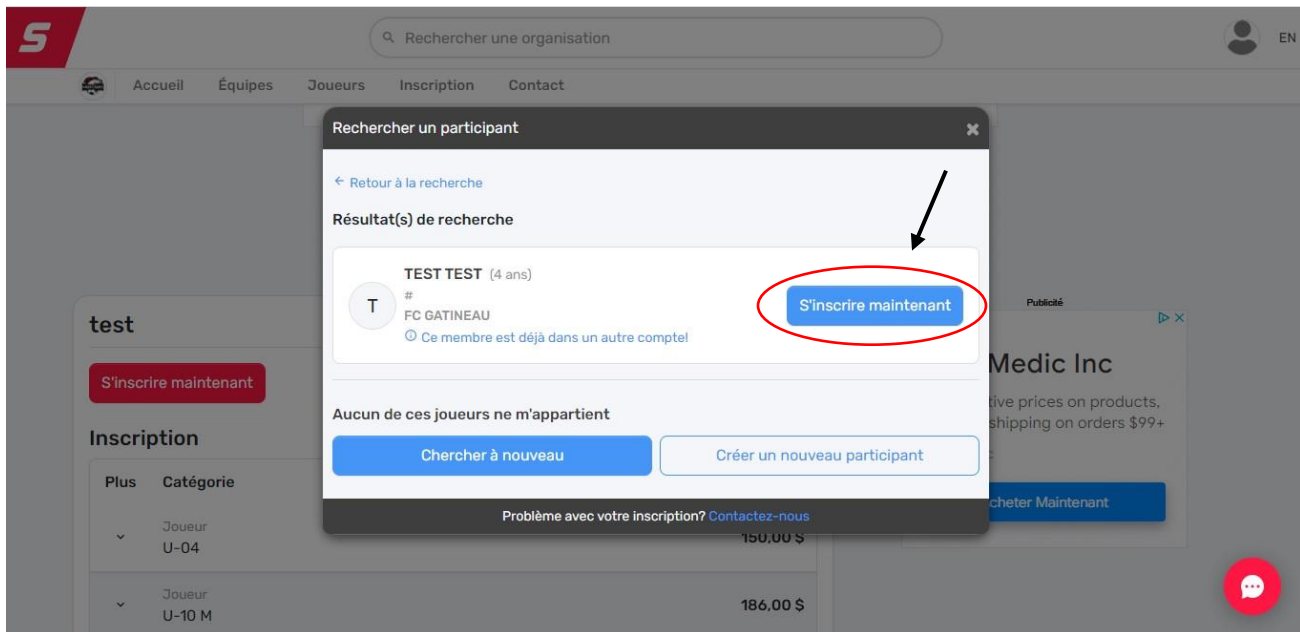 S
Rechercher une organisation
EN
Accueil Équipes Joueurs Inscription Contact
Rechercher un participant
← Retour à la recherche
Résultat(s) de recherche
T
TEST TEST (4 ans)
#
FC GATINEAU
Ce membre est déjà dans un autre compte!
S'inscrire maintenant
Aucun de ces joueurs ne m'appartient
Chercher à nouveau
Créer un nouveau participant
Problème avec votre inscription? Contactez-nous
test
S'inscrire maintenant
Inscription
Plus Catégorie
Joueur
U-04
150,00 $
Joueur
U-10 M
186,00 $
Publicité
Medic Inc
prices on products,
shipping on orders $99+
Maintenant